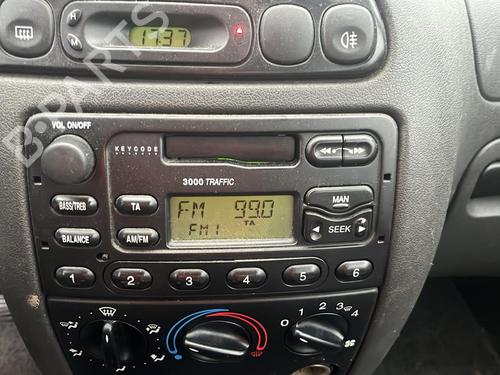 H
M
17:37
B-PARTS
VOL ON/OFF
KEYCODE
3000 TRAFFIC
BASS/TREB
TA
FM 99.0
TA
FM1
MAN
BALANCE
AM/FM
SEEK
1 2 3 4 5 6
0 1 2 3 4